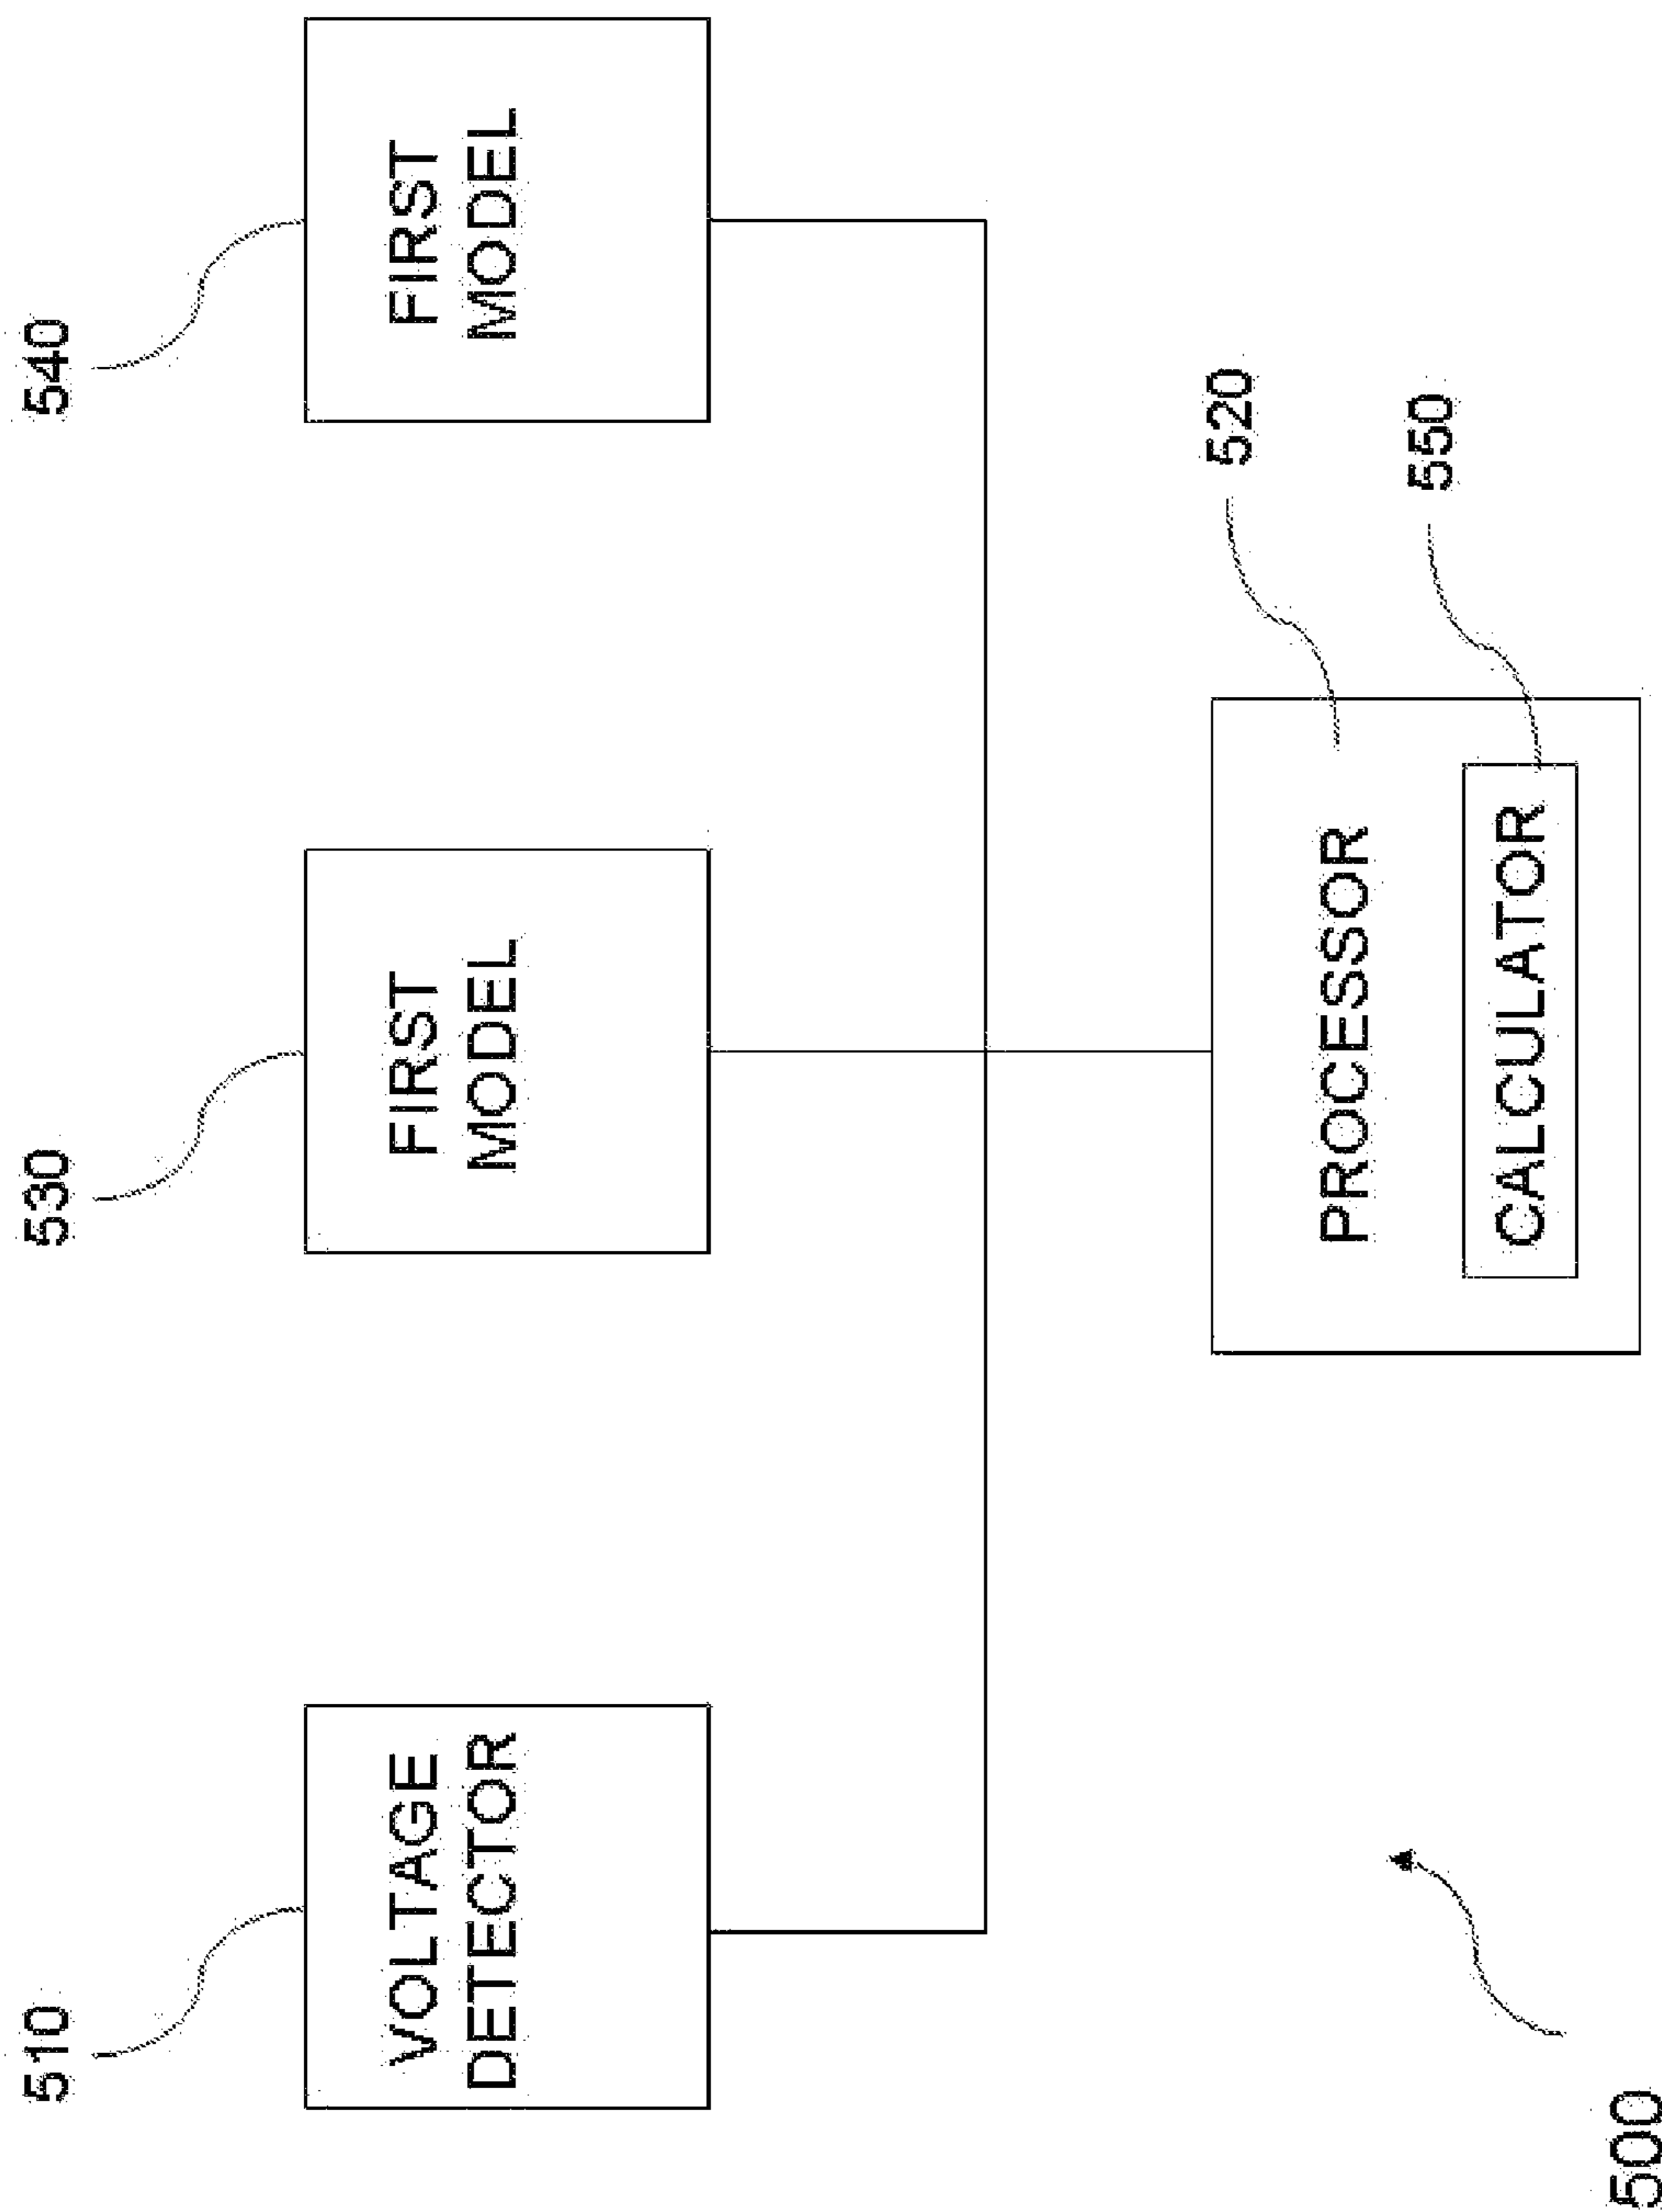 510
530
540
VOLTAGE
DETECTOR
FIRST
MODEL
FIRST
MODEL
520
550
PROCESSOR
CALCULATOR
500